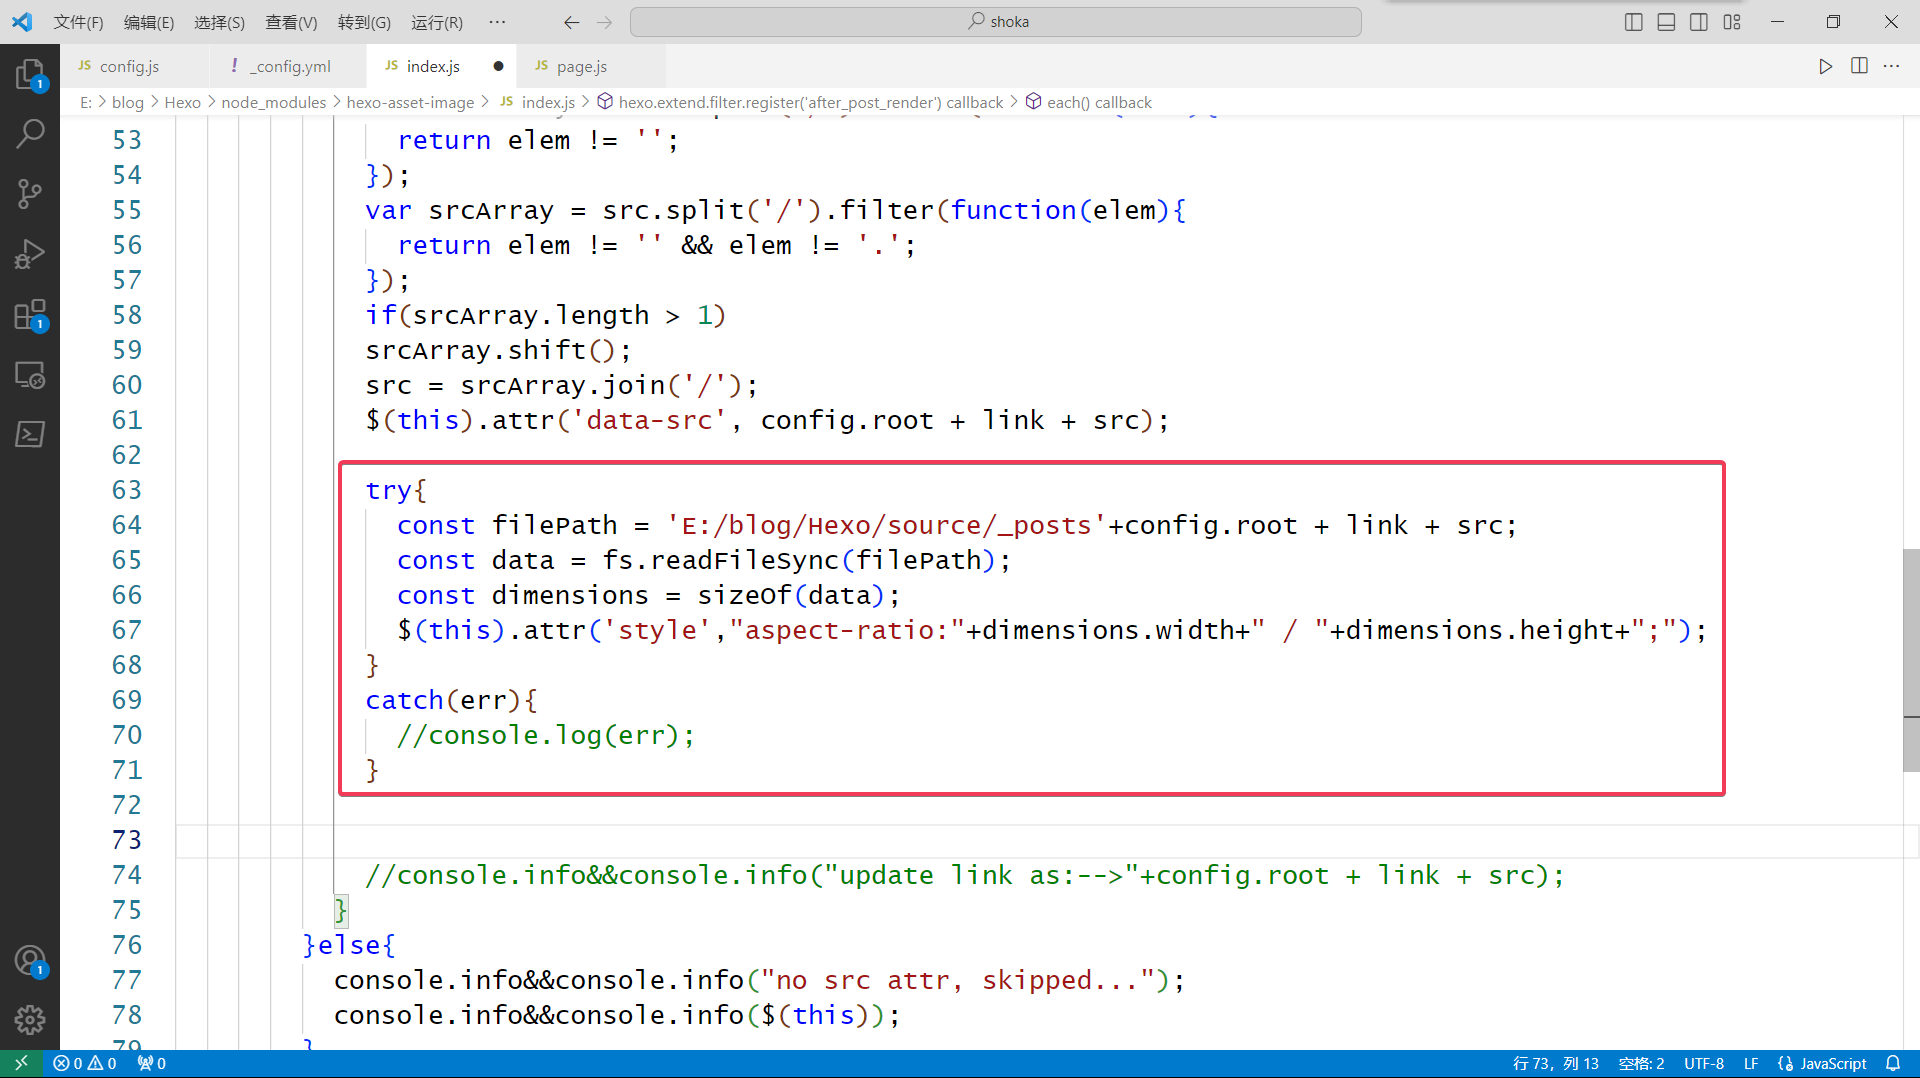 文件(F) 编辑(E) 选择(S) 查看(V) 转到(G) 运行(R) ··· shoka
JS config.js ! _config.yml JS index.js ● JS page.js
E: > blog > Hexo > node_modules > hexo-asset-image > JS index.js > hexo.extend.filter.register('after_post_render') callback > each() callback
53 return elem != '';
54 });
55 var srcArray = src.split('/').filter(function(elem){
56 return elem != '' && elem != '.';
57 });
58 if(srcArray.length > 1)
59 srcArray.shift();
60 src = srcArray.join('/');
61 $(this).attr('data-src', config.root + link + src);
62
63 try{
64 const filePath = 'E:/blog/Hexo/source/_posts'+config.root + link + src;
65 const data = fs.readFileSync(filePath);
66 const dimensions = sizeOf(data);
67 $(this).attr('style',"aspect-ratio:"+dimensions.width+" / "+dimensions.height+";");
68 }
69 catch(err){
70 //console.log(err);
71 }
72
73
74 //console.info&&console.info("update link as:-->"+config.root + link + src);
75 }
76 }else{
77 console.info&&console.info("no src attr, skipped...");
78 console.info&&console.info($(this));
79 }
1
1
1
0 0 0 行 73，列 13 空格: 2 UTF-8 LF {} JavaScript